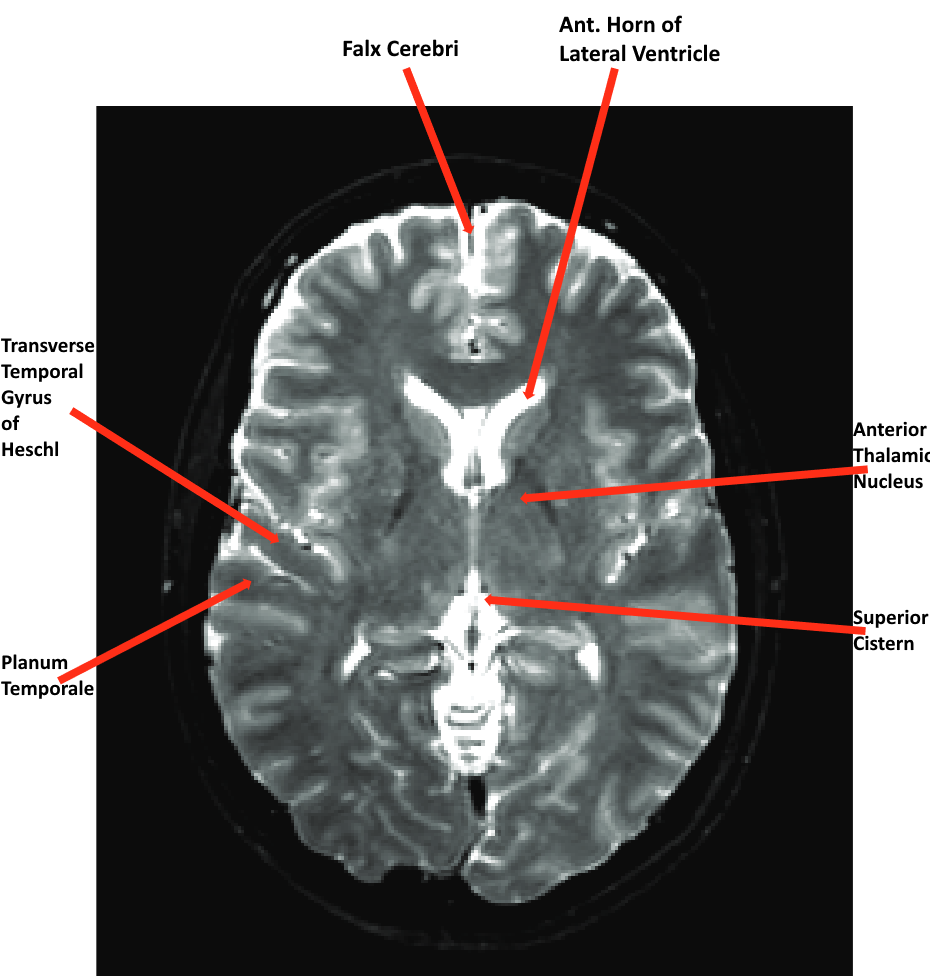 Ant. Horn of
Lateral Ventricle
Falx Cerebri
Transverse
Temporal
Gyrus
of
Heschl
Anterior
Thalamic
Nucleus
Superior
Cistern
Planum
Temporale